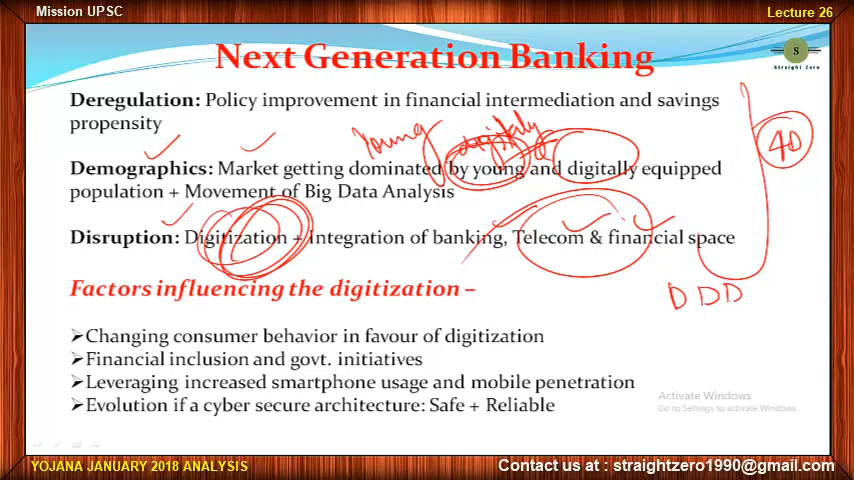 Mission UPSC
Lecture 26
Next Generation Banking
S
Straight Zero
Deregulation: Policy improvement in financial intermediation and savings
propensity
Young digitaly
40
Demographics: Market getting dominated by young and digitally equipped
population + Movement of Big Data Analysis
Disruption: Digitization + Integration of banking, Telecom & financial space
D D D
Factors influencing the digitization –
➢Changing consumer behavior in favour of digitization
➢Financial inclusion and govt. initiatives
➢Leveraging increased smartphone usage and mobile penetration
➢Evolution if a cyber secure architecture: Safe + Reliable
Activate Windows
Go to Settings to activate Windows.
YOJANA JANUARY 2018 ANALYSIS
Contact us at : straightzero1990@gmail.com